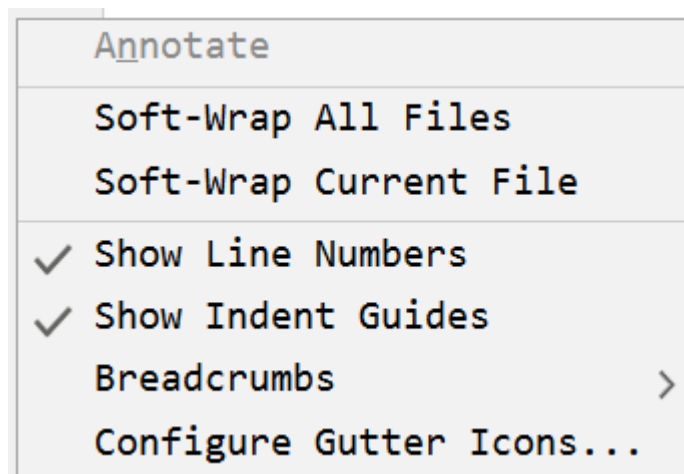 Annotate
Soft-Wrap All Files
Soft-Wrap Current File
Show Line Numbers
Show Indent Guides
Breadcrumbs
Configure Gutter Icons...